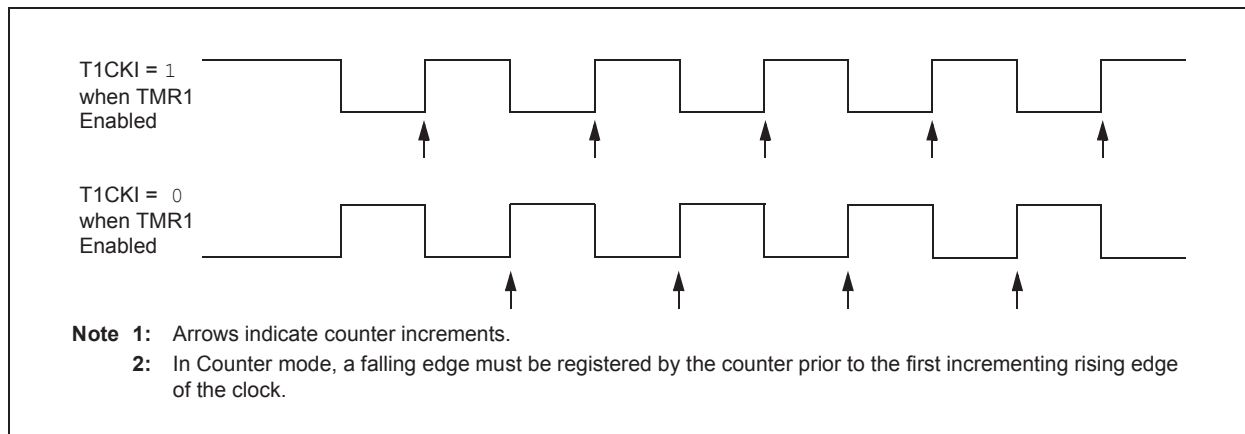 T1CKI = 1
when TMR1
Enabled
T1CKI = 0
when TMR1
Enabled
Note 1: Arrows indicate counter increments.
2: In Counter mode, a falling edge must be registered by the counter prior to the first incrementing rising edge
of the clock.